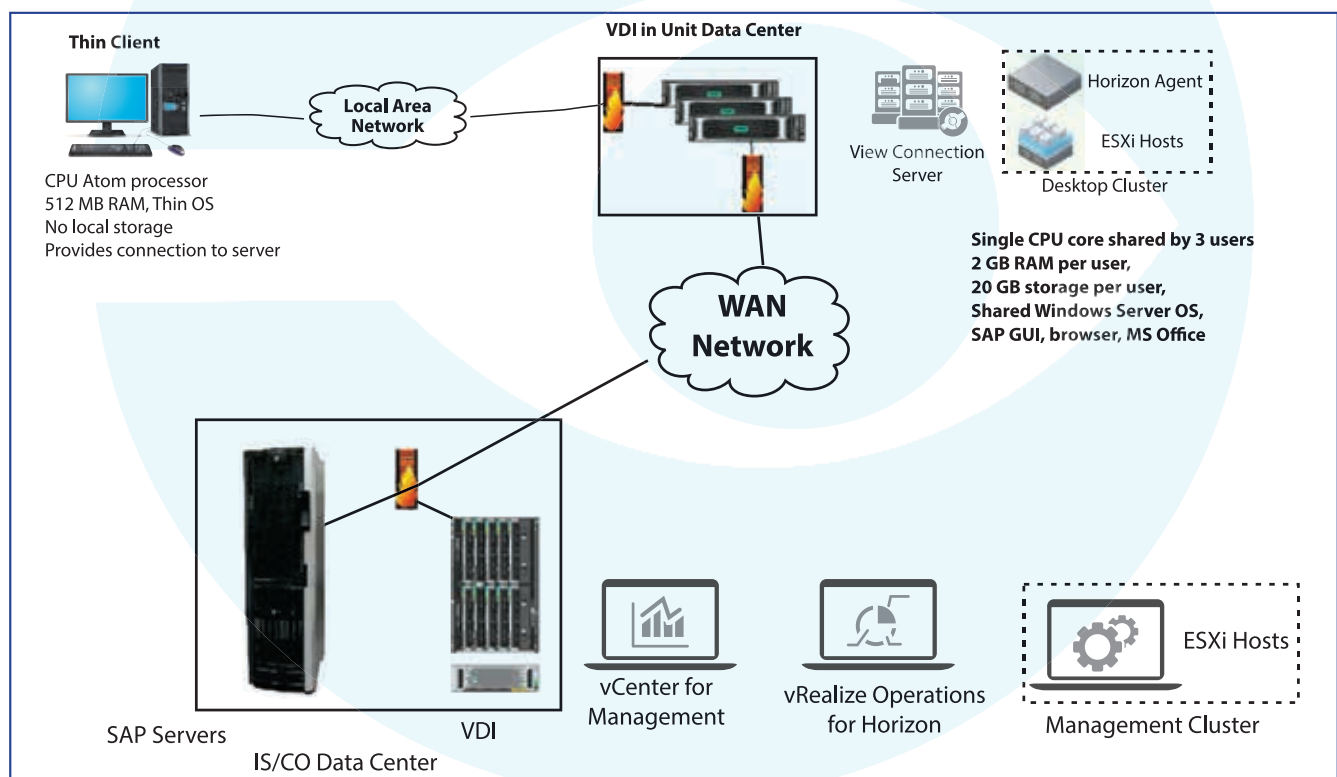 Thin Client
VDI in Unit Data Center
Local Area
Network
Horizon Agent
ESXi Hosts
View Connection
Server
Desktop Cluster
CPU Atom processor
512 MB RAM, Thin OS
No local storage
Provides connection to server
Single CPU core shared by 3 users
2 GB RAM per user,
20 GB storage per user,
Shared Windows Server OS,
SAP GUI, browser, MS Office
WAN
Network
SAP Servers
VDI
IS/CO Data Center
vCenter for
Management
vRealize Operations
for Horizon
ESXi Hosts
Management Cluster